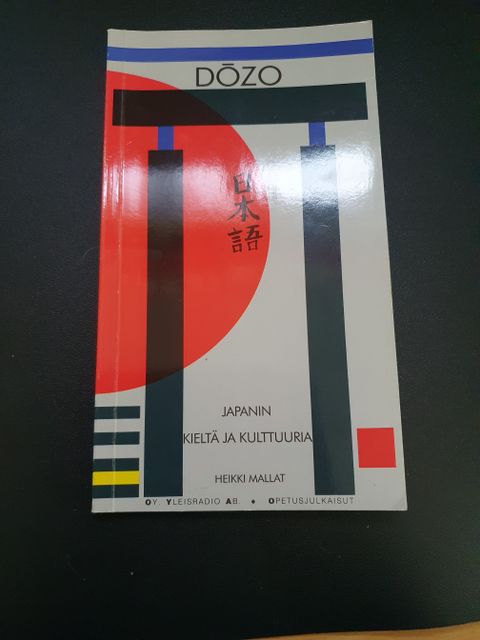 DŌZO
日本語
JAPANIN
KIELTÄ JA KULTTUURIA
HEIKKI MALLAT
OY. YLEISRADIO AB. ♦ OPETUSJULKAISUT